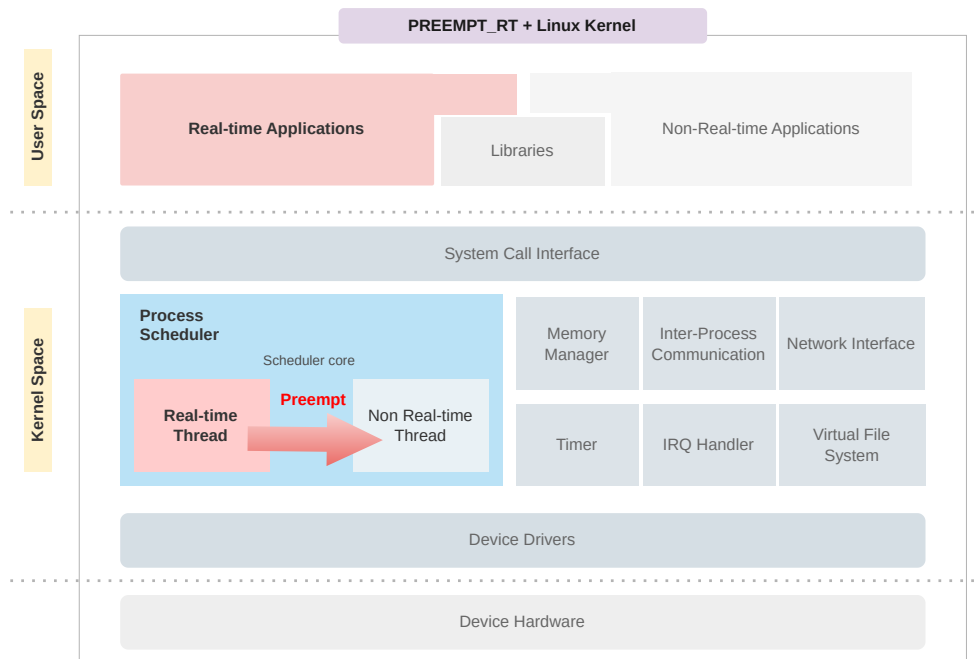 PREEMPT_RT + Linux Kernel
User Space
Real-time Applications
Libraries
Non-Real-time Applications
System Call Interface
Kernel Space
Process
Scheduler
Scheduler core
Real-time
Thread
Preempt
Non Real-time
Thread
Memory
Manager
Inter-Process
Communication
Network Interface
Timer
IRQ Handler
Virtual File
System
Device Drivers
Device Hardware